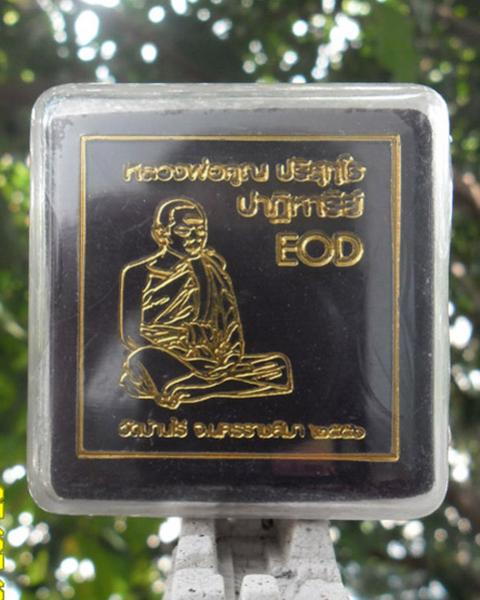 หลวงพ่อคูณ ปริสุทโธ
ปาฏิหาริย์
EOD
วัดบ้านไร่ จ.นครราชสีมา ๒๕๕๖